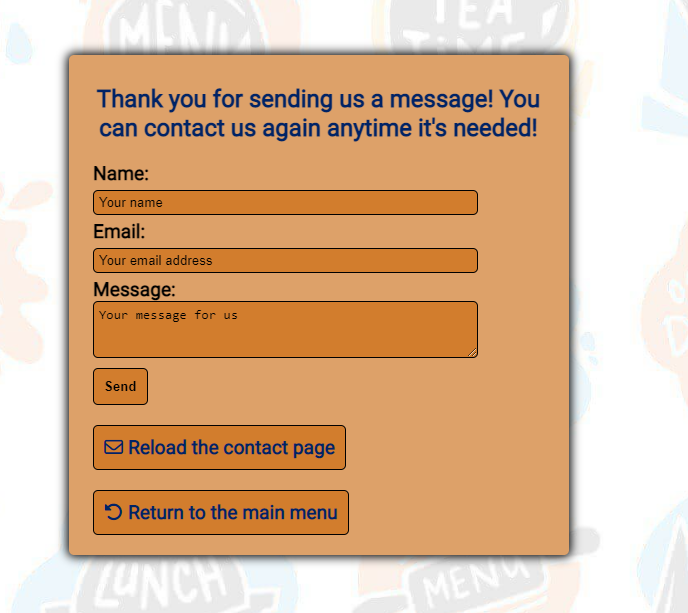 MENU
TEA
TIME
Thank you for sending us a message! You
can contact us again anytime it's needed!
Name:
Your name
Email:
Your email address
Message:
Your message for us
Send
Reload the contact page
Return to the main menu
LUNCH
MENU